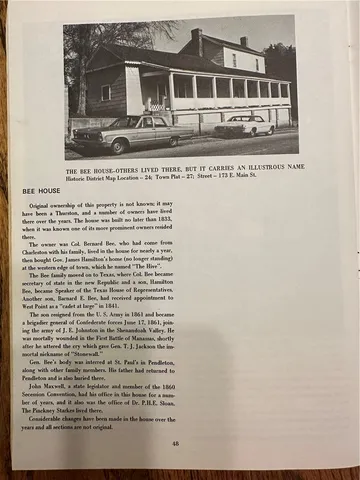 THE BEE HOUSE–OTHERS LIVED THERE, BUT IT CARRIES AN ILLUSTROUS NAME
Historic District Map Location – 24; Town Plat – 27; Street – 173 E. Main St.
BEE HOUSE
Original ownership of this property is not known; it may
have been a Thurston, and a number of owners have lived
there over the years. The house was built no later than 1833,
when it was known one of its more prominent owners resided
there.
The owner was Col. Bernard Bee, who had come from
Charleston with his family, lived in the house for nearly a year,
then bought Gov. James Hamilton's home (no longer standing)
at the western edge of town, which he named "The Hive".
The Bee family moved on to Texas, where Col. Bee became
secretary of state in the new Republic and a son, Hamilton
Bee, became Speaker of the Texas House of Representatives.
Another son, Barnard E. Bee, had received appointment to
West Point as a "cadet at large" in 1841.
The son resigned from the U. S. Army in 1861 and became
a brigadier general of Confederate forces June 17, 1861, join-
ing the army of J. E. Johnston in the Shenandoah Valley. He
was mortally wounded in the First Battle of Manassas, shortly
after he uttered the cry which gave Gen. T. J. Jackson the im-
mortal nickname of "Stonewall."
Gen. Bee's body was interred at St. Paul's in Pendleton,
along with other family members. His father had returned to
Pendleton and is also buried there.
John Maxwell, a state legislator and member of the 1860
Secession Convention, had his office in this house for a num-
ber of years, and it also was the office of Dr. P.H.E. Sloan.
The Pinckney Starkes lived there.
Considerable changes have been made in the house over the
years and all sections are not original.
48